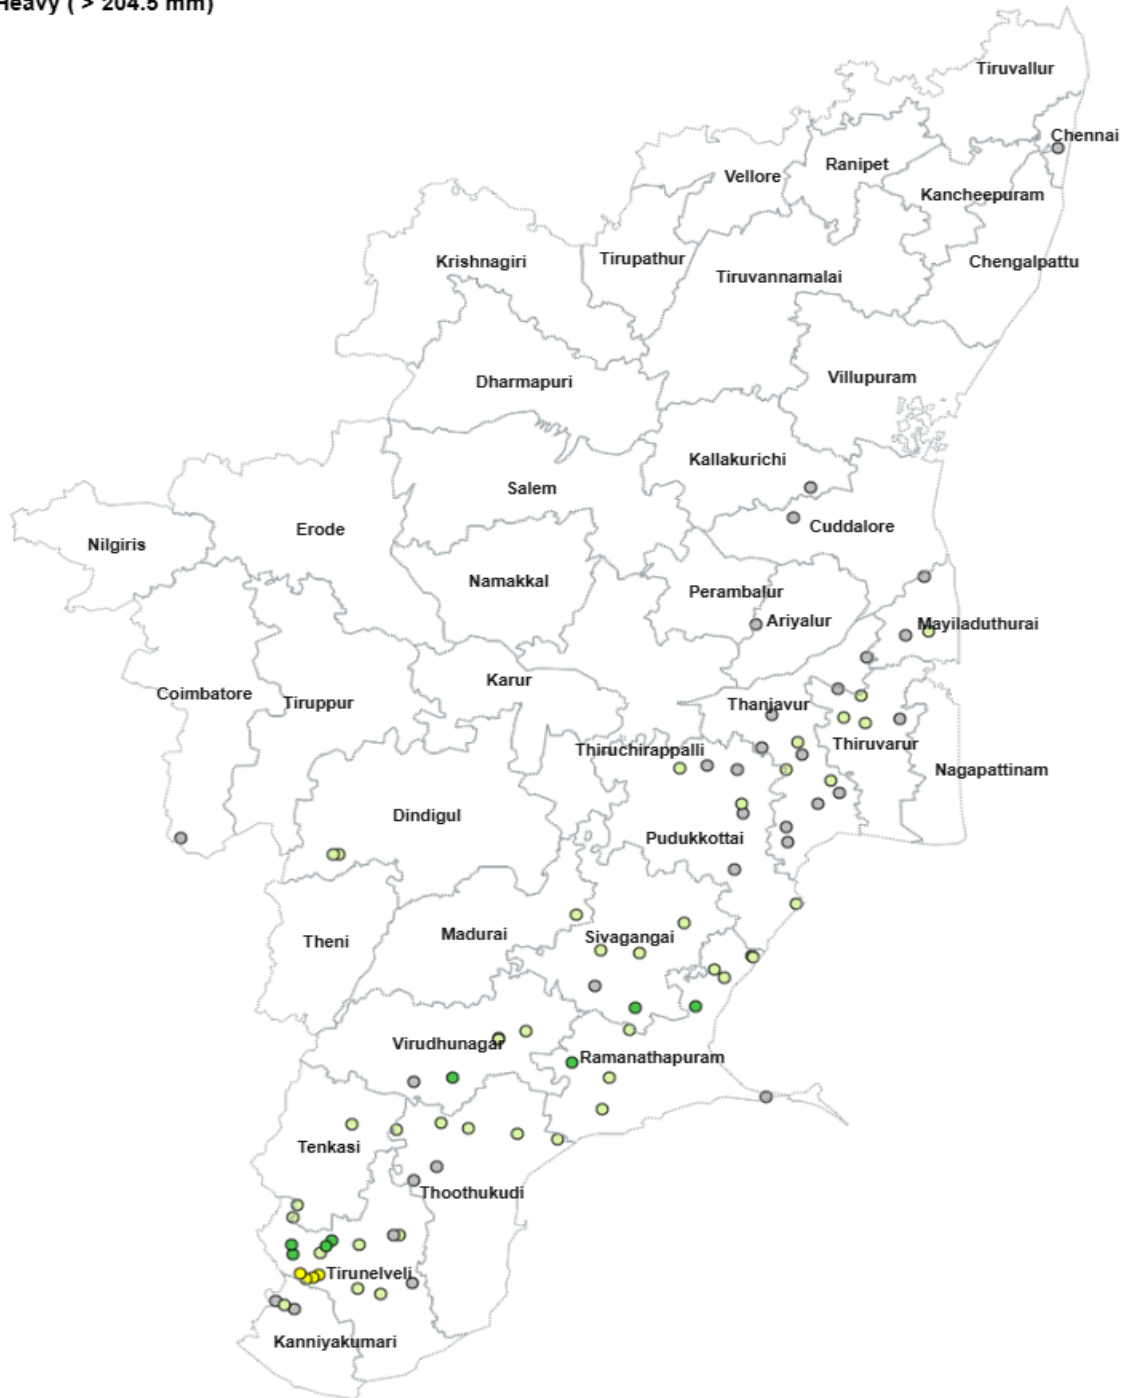 Heavy ( > 204.5 mm)
Tiruvallur
Chennai
Ranipet
Vellore
Kancheepuram
Krishnagiri
Tirupathur
Chengalpattu
Tiruvannamalai
Villupuram
Dharmapuri
Kallakurichi
Salem
Cuddalore
Erode
Nilgiris
Namakkal
Perambalur
Ariyalur
Mayiladuthurai
Karur
Coimbatore
Tiruppur
Thanjavur
Thiruchirappalli
Thiruvarur
Nagapattinam
Dindigul
Pudukkottai
Theni
Madurai
Sivagangai
Virudhunagar
Ramanathapuram
Tenkasi
Thoothukudi
Tirunelveli
Kanniyakumari